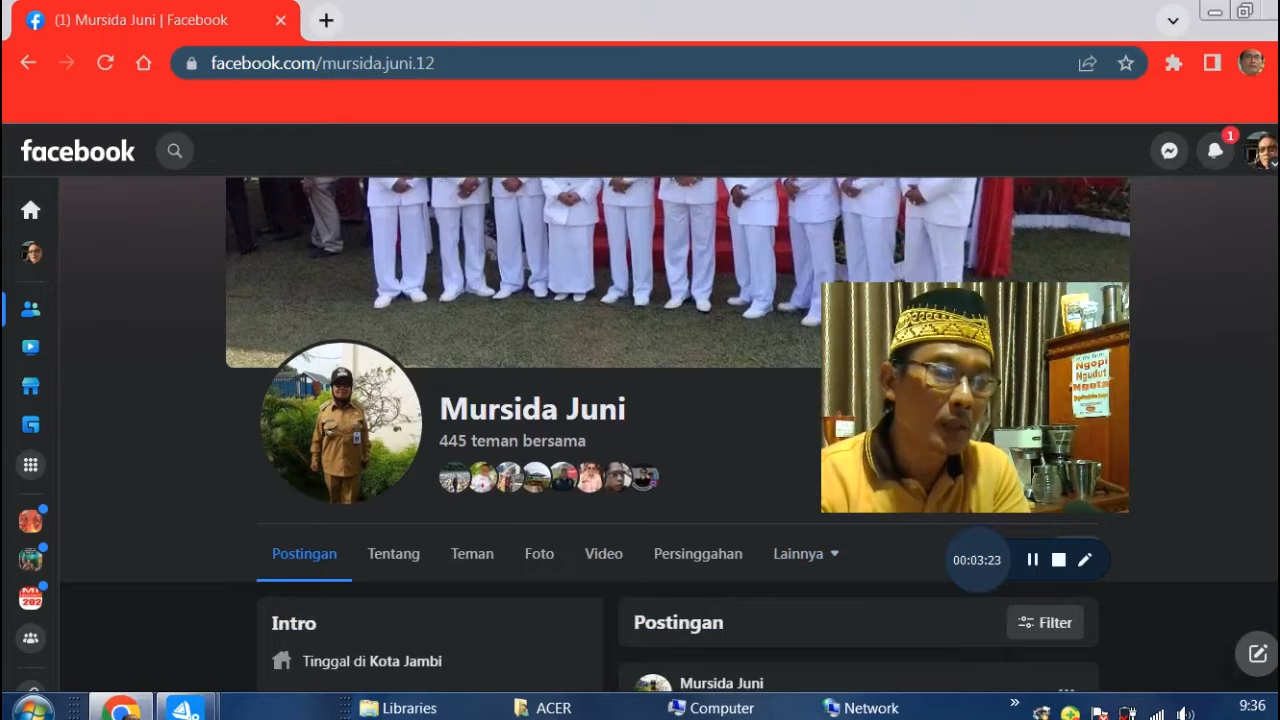 (1) Mursida Juni | Facebook
facebook.com/mursida.juni.12
facebook
1
Mursida Juni
445 teman bersama
Ngopi
Ngudut
Postingan
Tentang
Teman
Foto
Video
Persinggahan
Lainnya
00:03:23
Intro
Tinggal di Kota Jambi
Postingan
Filter
Mursida Juni
Libraries
ACER
Computer
Network
9:36